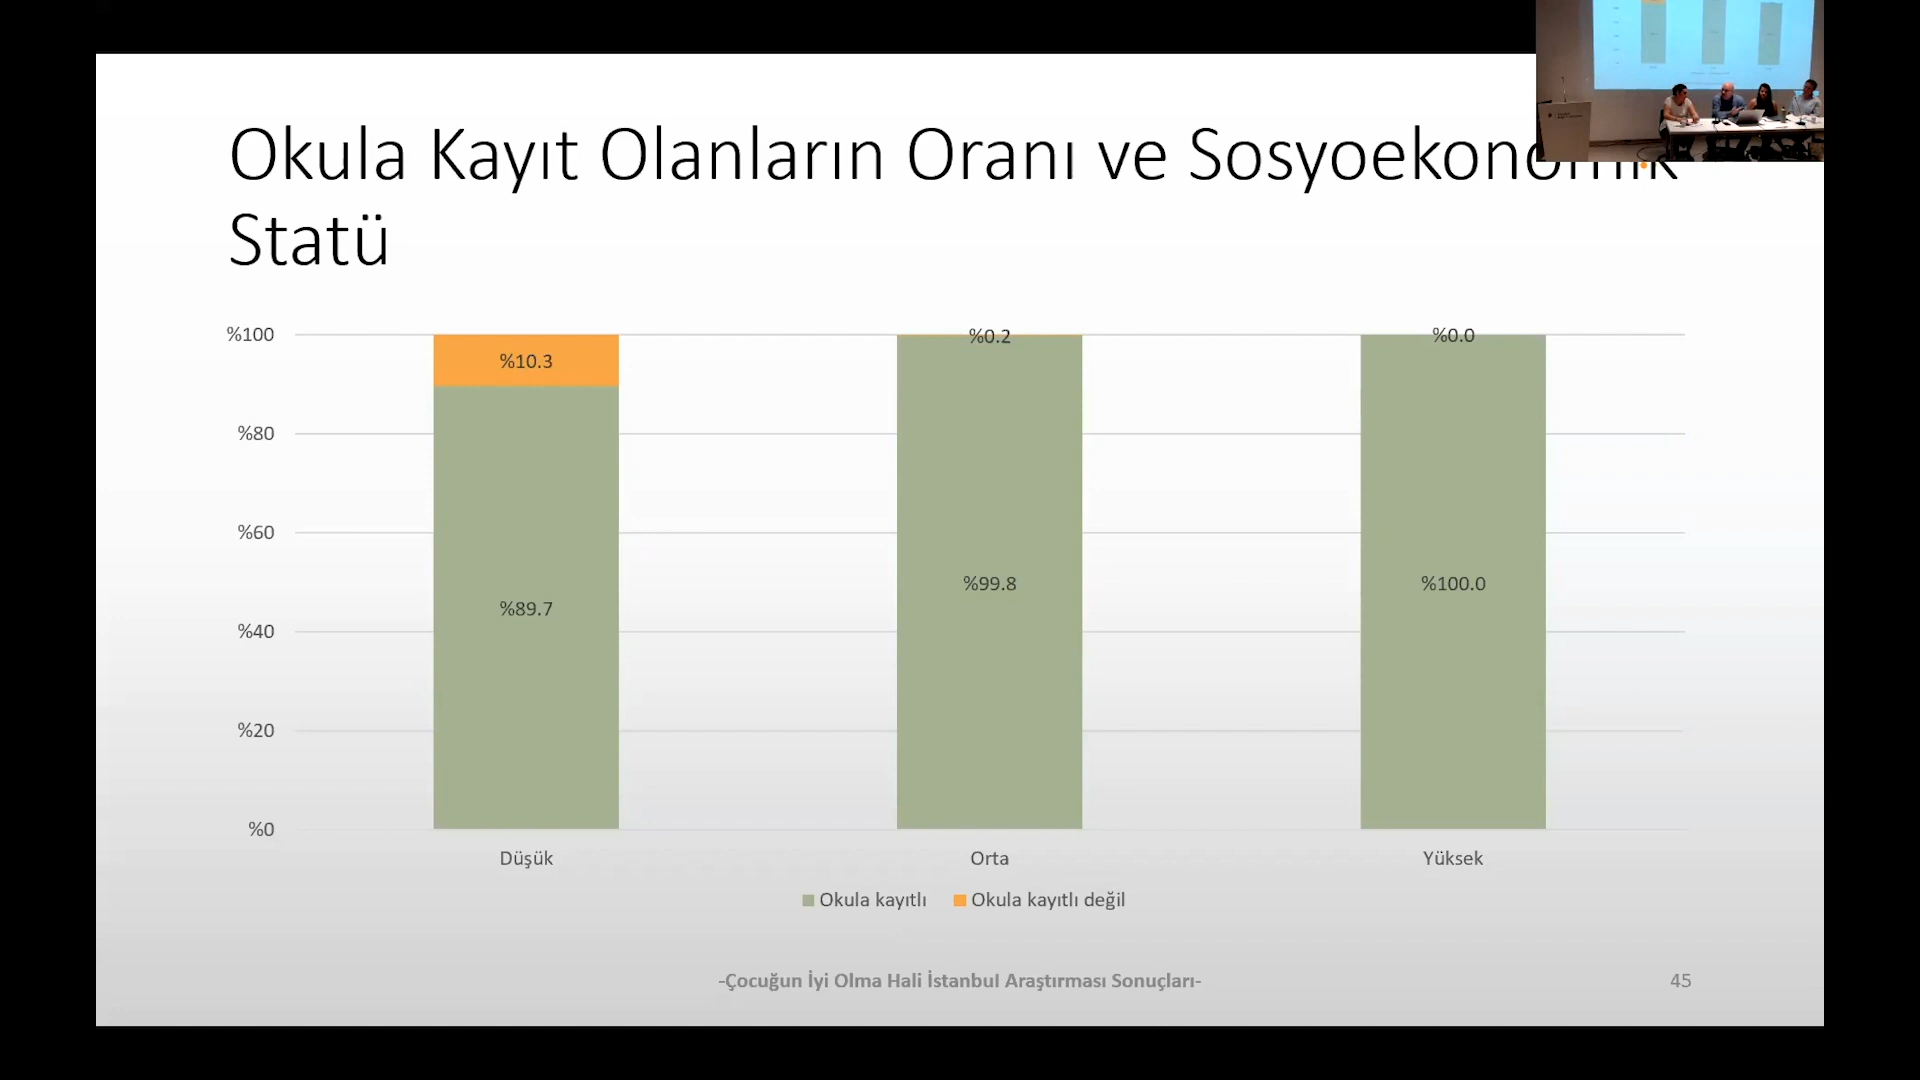 Okula Kayıt Olanların Oranı ve Sosyoekonomik
Statü
%100
%80
%60
%40
%20
%0
%10.3
%89.7
%0.2
%99.8
%0.0
%100.0
Düşük
Orta
Yüksek
Okula kayıtlı
Okula kayıtlı değil
-Çocuğun İyi Olma Hali İstanbul Araştırması Sonuçları-
45